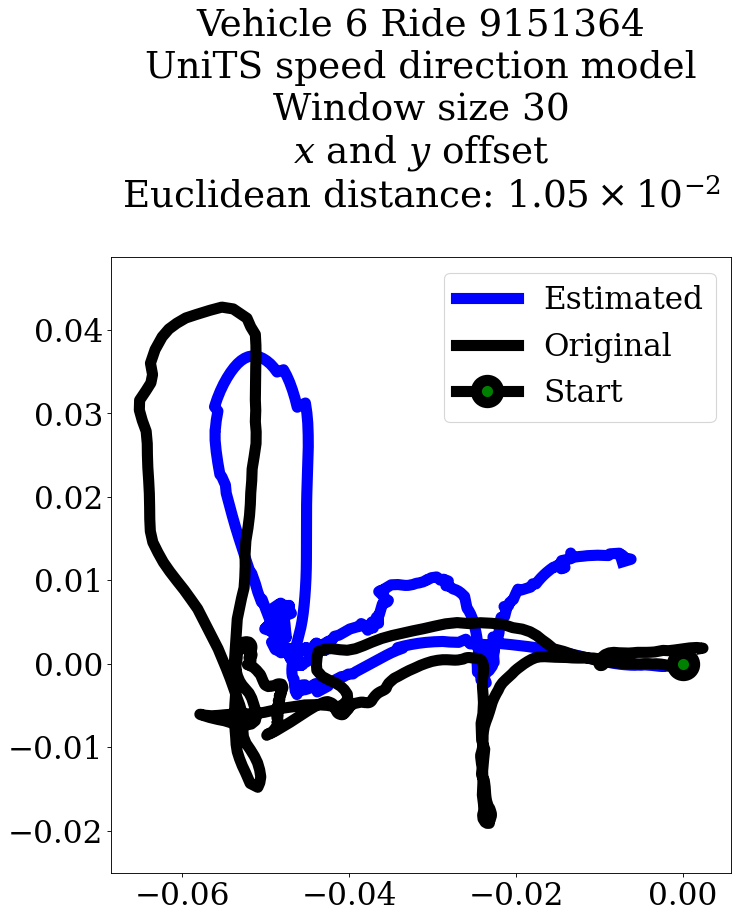 Vehicle 6 Ride 9151364
UniTS speed direction model
Window size 30
x and y offset
Euclidean distance: 1.05 × 10⁻²
Estimated
Original
Start
0.04
0.03
0.02
0.01
0.00
−0.01
−0.02
−0.06 −0.04 −0.02 0.00